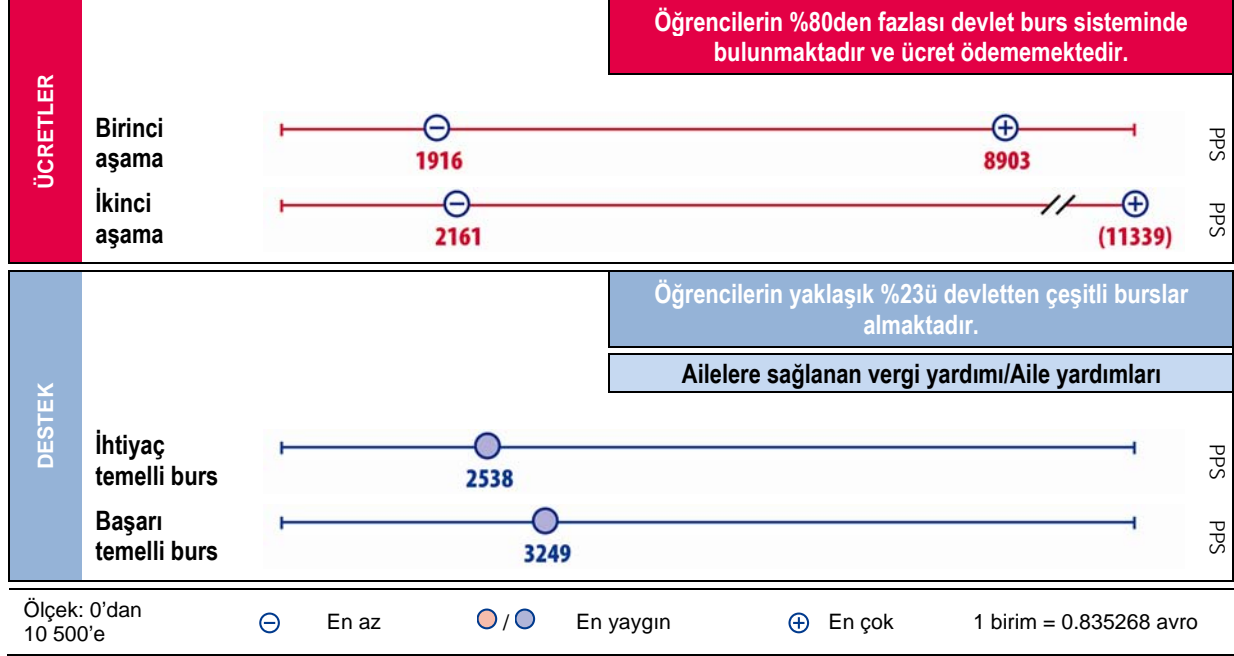 ÜCRETLER
Öğrencilerin %80den fazlası devlet burs sisteminde
bulunmaktadır ve ücret ödememektedir.
Birinci
aşama
1916
8903
PPS
İkinci
aşama
2161
(11339)
PPS
DESTEK
Öğrencilerin yaklaşık %23ü devletten çeşitli burslar
almaktadır.
Ailelere sağlanan vergi yardımı/Aile yardımları
İhtiyaç
temelli burs
2538
PPS
Başarı
temelli burs
3249
PPS
Ölçek: 0’dan
10 500’e
En az
/
En yaygın
En çok
1 birim = 0.835268 avro